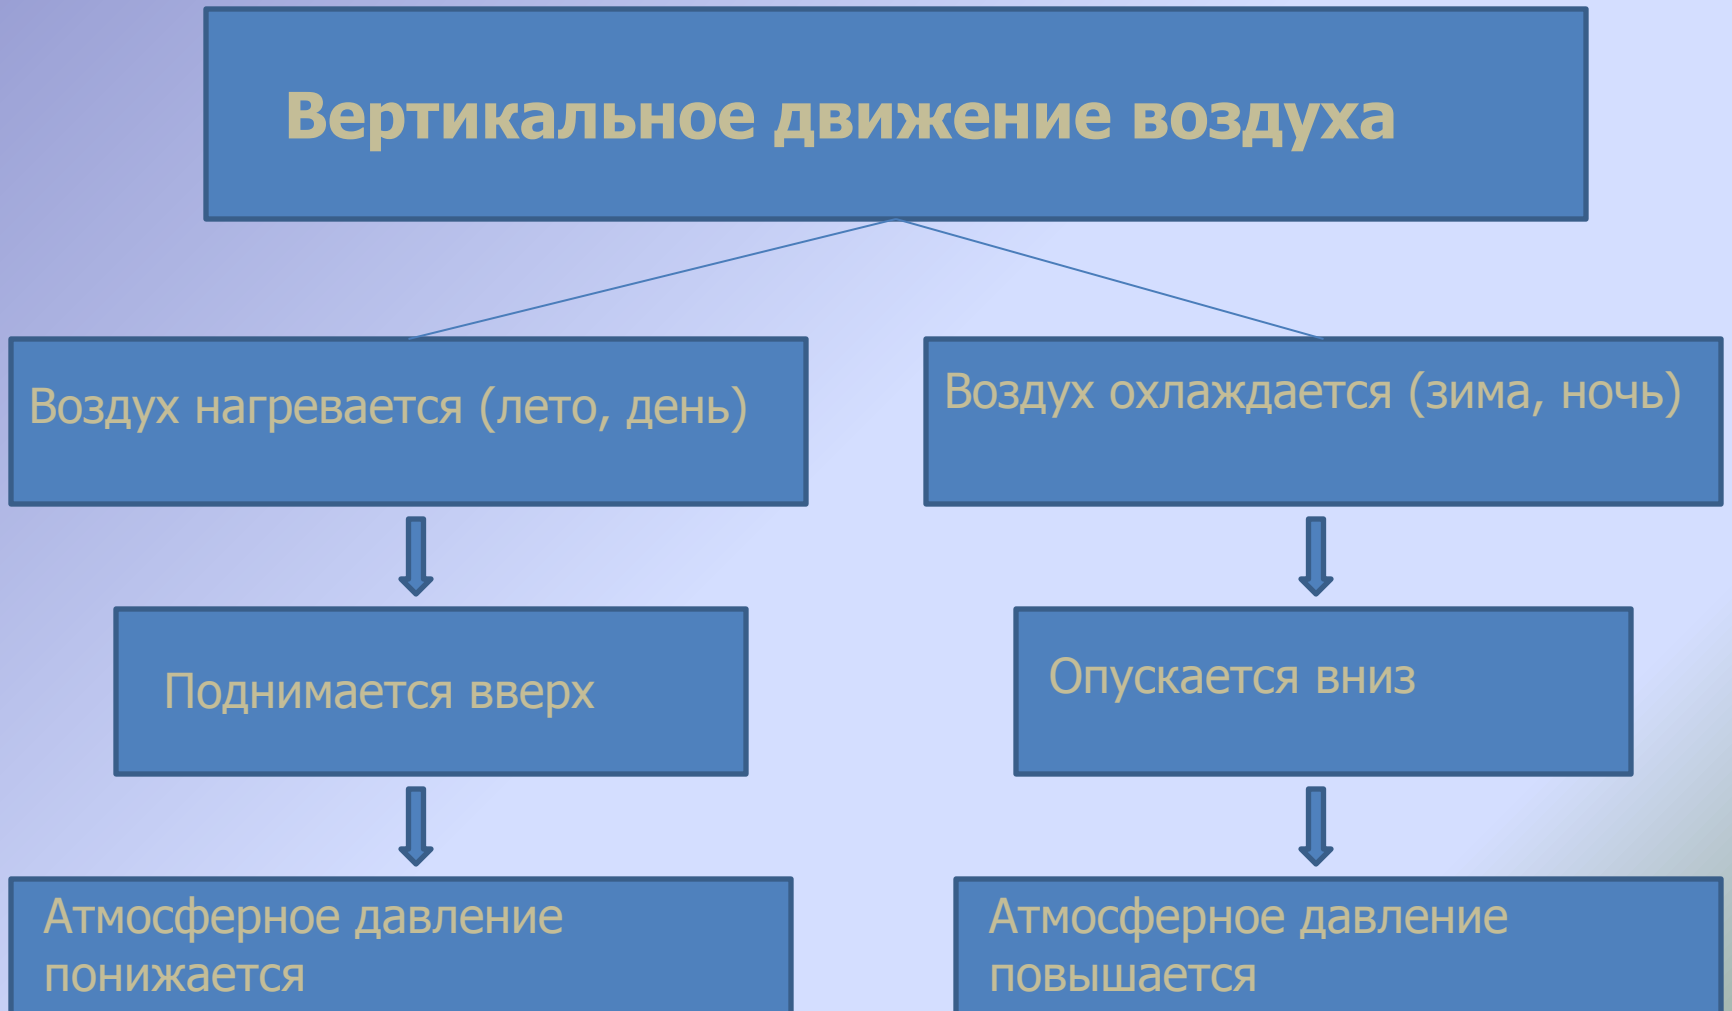 Вертикальное движение воздуха
Воздух нагревается (лето, день)
Воздух охлаждается (зима, ночь)
Поднимается вверх
Опускается вниз
Атмосферное давление
понижается
Атмосферное давление
повышается